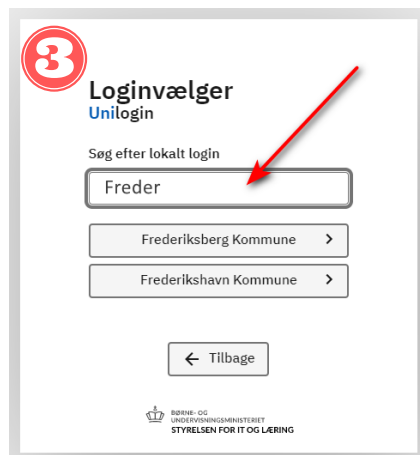 3
Loginvælger
Unilogin
Søg efter lokalt login
Freder
Frederiksberg Kommune
Frederikshavn Kommune
Tilbage
BØRNE- OG
UNDERVISNINGSMINISTERIET
STYRELSEN FOR IT OG LÆRING